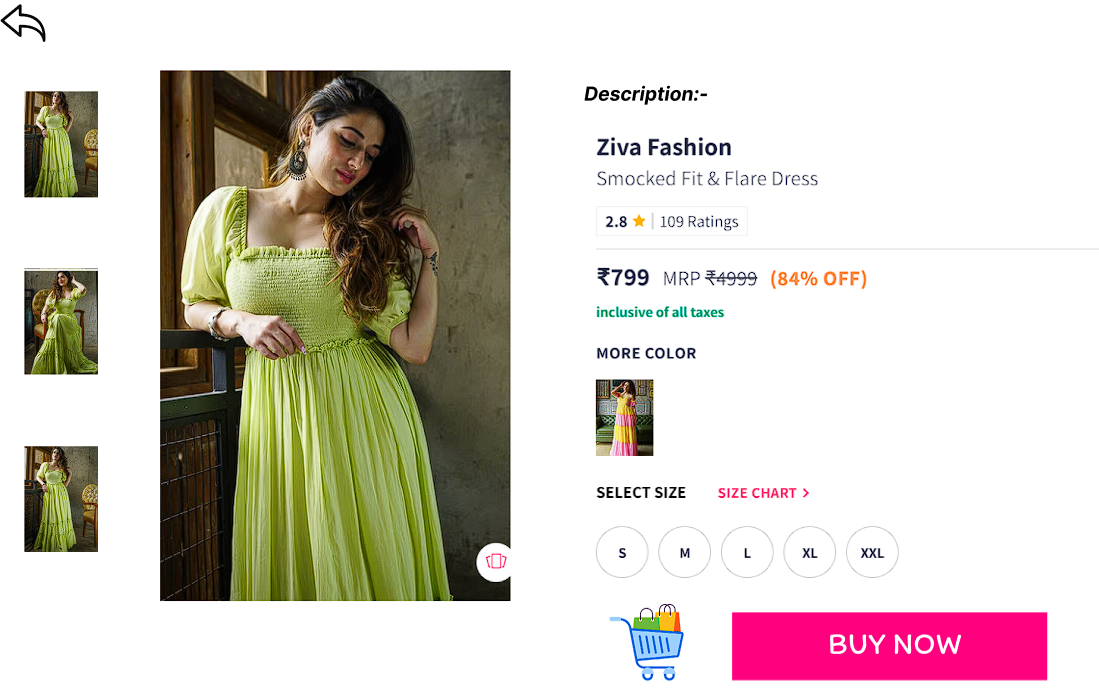 Description:-
Ziva Fashion
Smocked Fit & Flare Dress
2.8 ★ | 109 Ratings
₹799 MRP ₹4999 (84% OFF)
inclusive of all taxes
MORE COLOR
SELECT SIZE SIZE CHART >
S M L XL XXL
BUY NOW